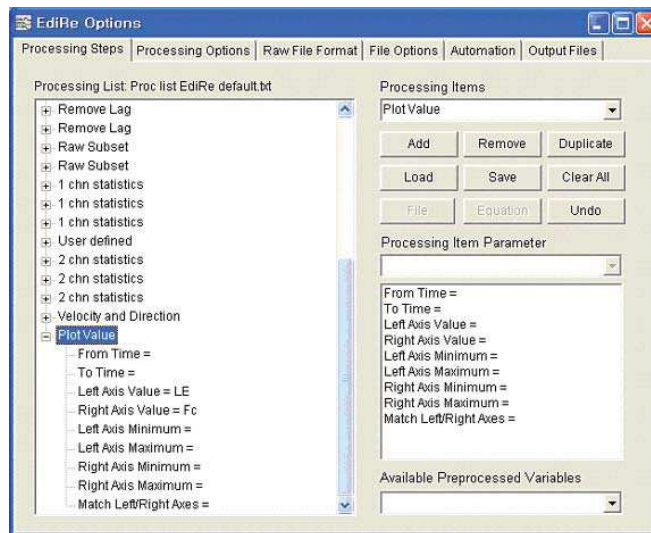 EdiRe Options
Processing Steps Processing Options Raw File Format File Options Automation Output Files
Processing List: Proc list EdiRe default.txt
Remove Lag
Remove Lag
Raw Subset
Raw Subset
1 chn statistics
1 chn statistics
1 chn statistics
User defined
2 chn statistics
2 chn statistics
2 chn statistics
Velocity and Direction
Plot Value
From Time =
To Time =
Left Axis Value = LE
Right Axis Value = Fc
Left Axis Minimum =
Left Axis Maximum =
Right Axis Minimum =
Right Axis Maximum =
Match Left/Right Axes =
Processing Items
Plot Value
Add Remove Duplicate
Load Save Clear All
File Equation Undo
Processing Item Parameter
From Time =
To Time =
Left Axis Value =
Right Axis Value =
Left Axis Minimum =
Left Axis Maximum =
Right Axis Minimum =
Right Axis Maximum =
Match Left/Right Axes =
Available Preprocessed Variables